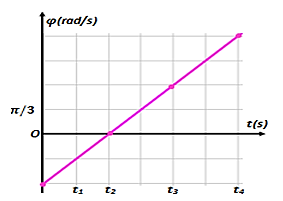 φ(rad/s)
π/3
O
t(s)
t₁ t₂ t₃ t₄